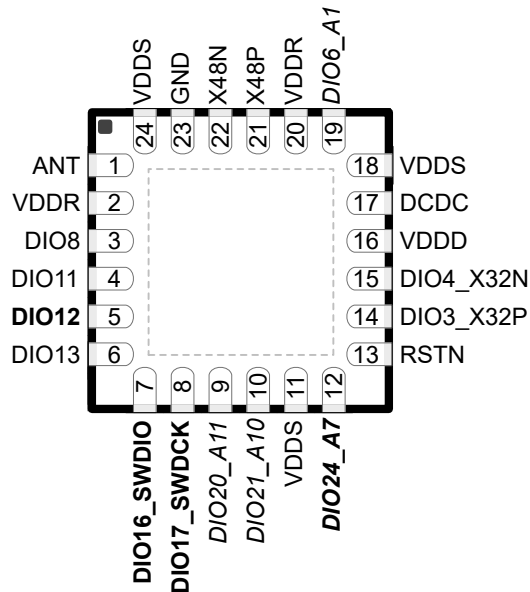 VDDS
GND
X48N
X48P
VDDR
DIO6_A1
24
23
22
21
20
19
ANT 1
VDDR 2
DIO8 3
DIO11 4
DIO12 5
DIO13 6
18 VDDS
17 DCDC
16 VDDD
15 DIO4_X32N
14 DIO3_X32P
13 RSTN
7
8
9
10
11
12
DIO16_SWDIO
DIO17_SWDCK
DIO20_A11
DIO21_A10
VDDS
DIO24_A7